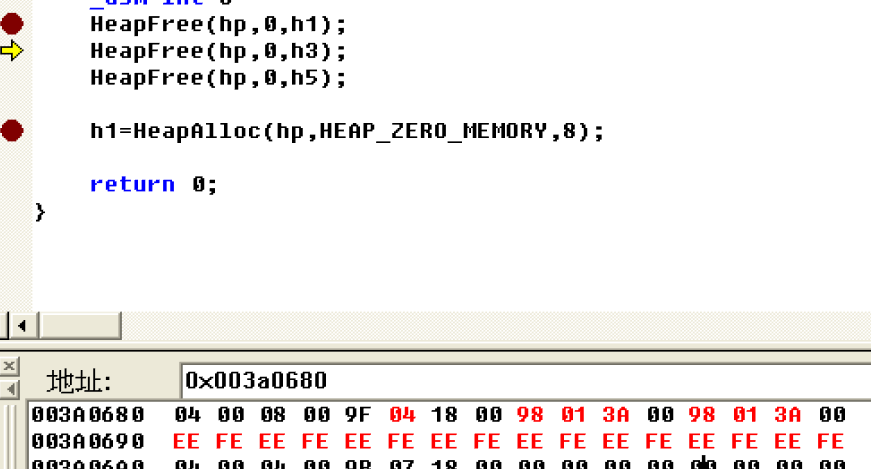 _asm int 3
HeapFree(hp,0,h1);
HeapFree(hp,0,h3);
HeapFree(hp,0,h5);
h1=HeapAlloc(hp,HEAP_ZERO_MEMORY,8);
return 0;
}
地址: 0x003a0680
003A0680 04 00 08 00 9F 04 18 00 98 01 3A 00 98 01 3A 00
003A0690 EE FE EE FE EE FE EE FE EE FE EE FE EE FE EE FE
003A06A0 04 00 04 00 9B 07 18 00 00 00 00 00 00 00 00 00